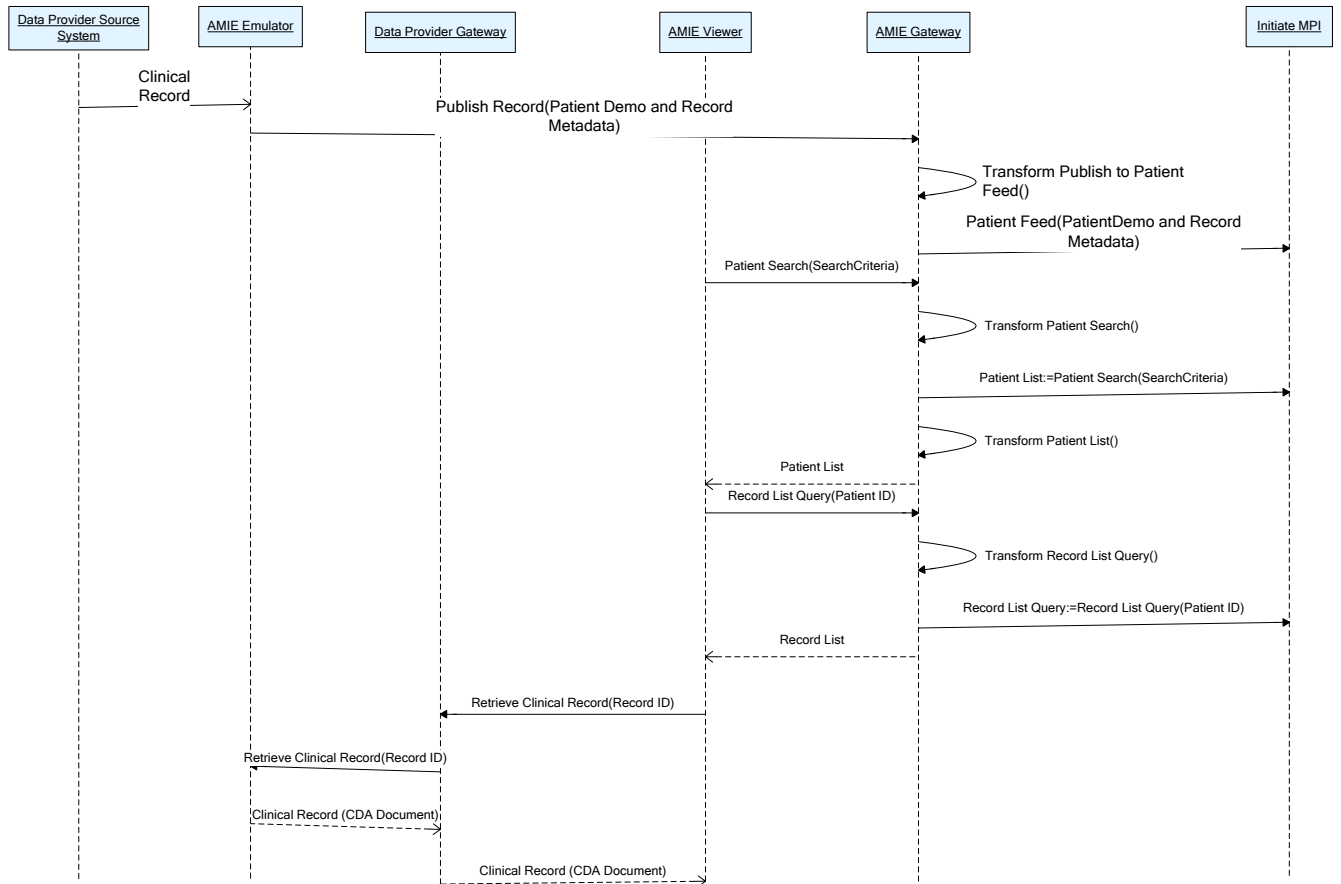 Data Provider Source
System
AMIE Emulator
Data Provider Gateway
AMIE Viewer
AMIE Gateway
Initiate MPI
Clinical
Record
Publish Record(Patient Demo and Record
Metadata)
Transform Publish to Patient
Feed()
Patient Feed(PatientDemo and Record
Metadata)
Patient Search(SearchCriteria)
Transform Patient Search()
Patient List:=Patient Search(SearchCriteria)
Transform Patient List()
Patient List
Record List Query(Patient ID)
Transform Record List Query()
Record List Query:=Record List Query(Patient ID)
Record List
Retrieve Clinical Record(Record ID)
Retrieve Clinical Record(Record ID)
Clinical Record (CDA Document)
Clinical Record (CDA Document)